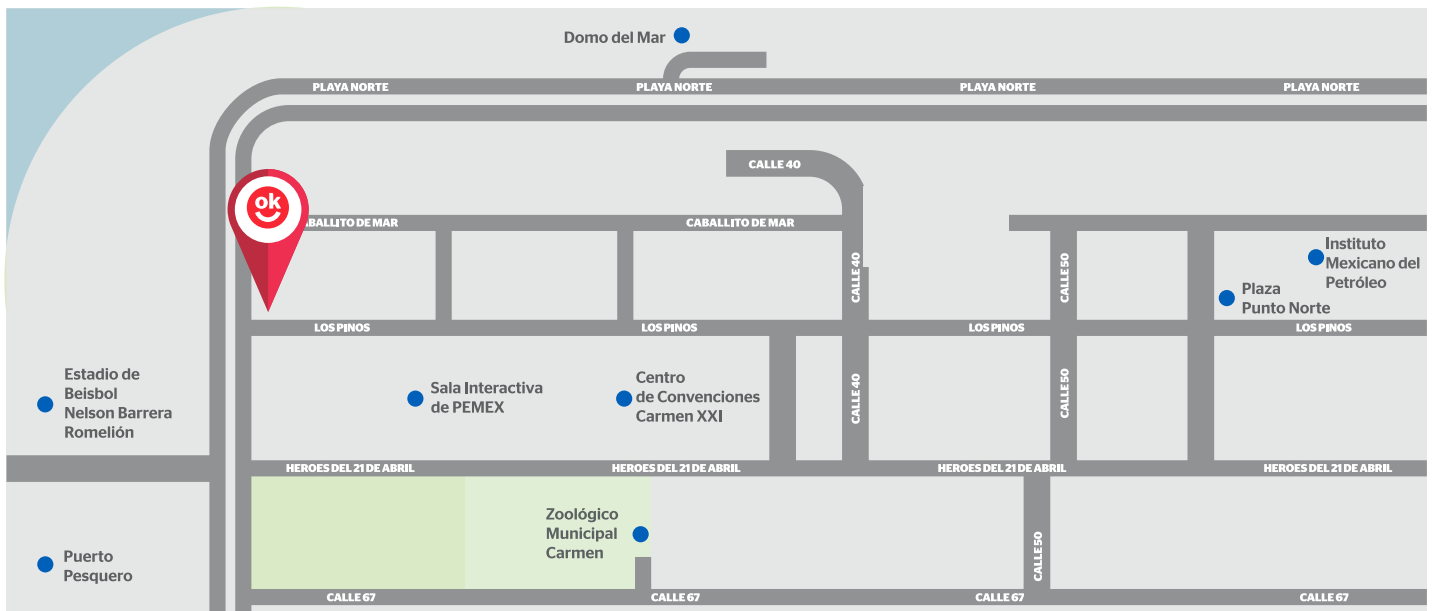 Domo del Mar
PLAYA NORTE
PLAYA NORTE
PLAYA NORTE
PLAYA NORTE
CALLE 40
ok
ABALLITO DE MAR
CABALLITO DE MAR
CALLE 40
CALLE 50
Instituto
Mexicano del
Petróleo
Plaza
Punto Norte
LOS PINOS
LOS PINOS
LOS PINOS
LOS PINOS
Estadio de
Beisbol
Nelson Barrera
Romelión
Sala Interactiva
de PEMEX
Centro
de Convenciones
Carmen XXI
CALLE 40
CALLE 50
HEROES DEL 21 DE ABRIL
HEROES DEL 21 DE ABRIL
HEROES DEL 21 DE ABRIL
HEROES DEL 21 DE ABRIL
Zoológico
Municipal
Carmen
CALLE 50
Puerto
Pesquero
CALLE 67
CALLE 67
CALLE 67
CALLE 67